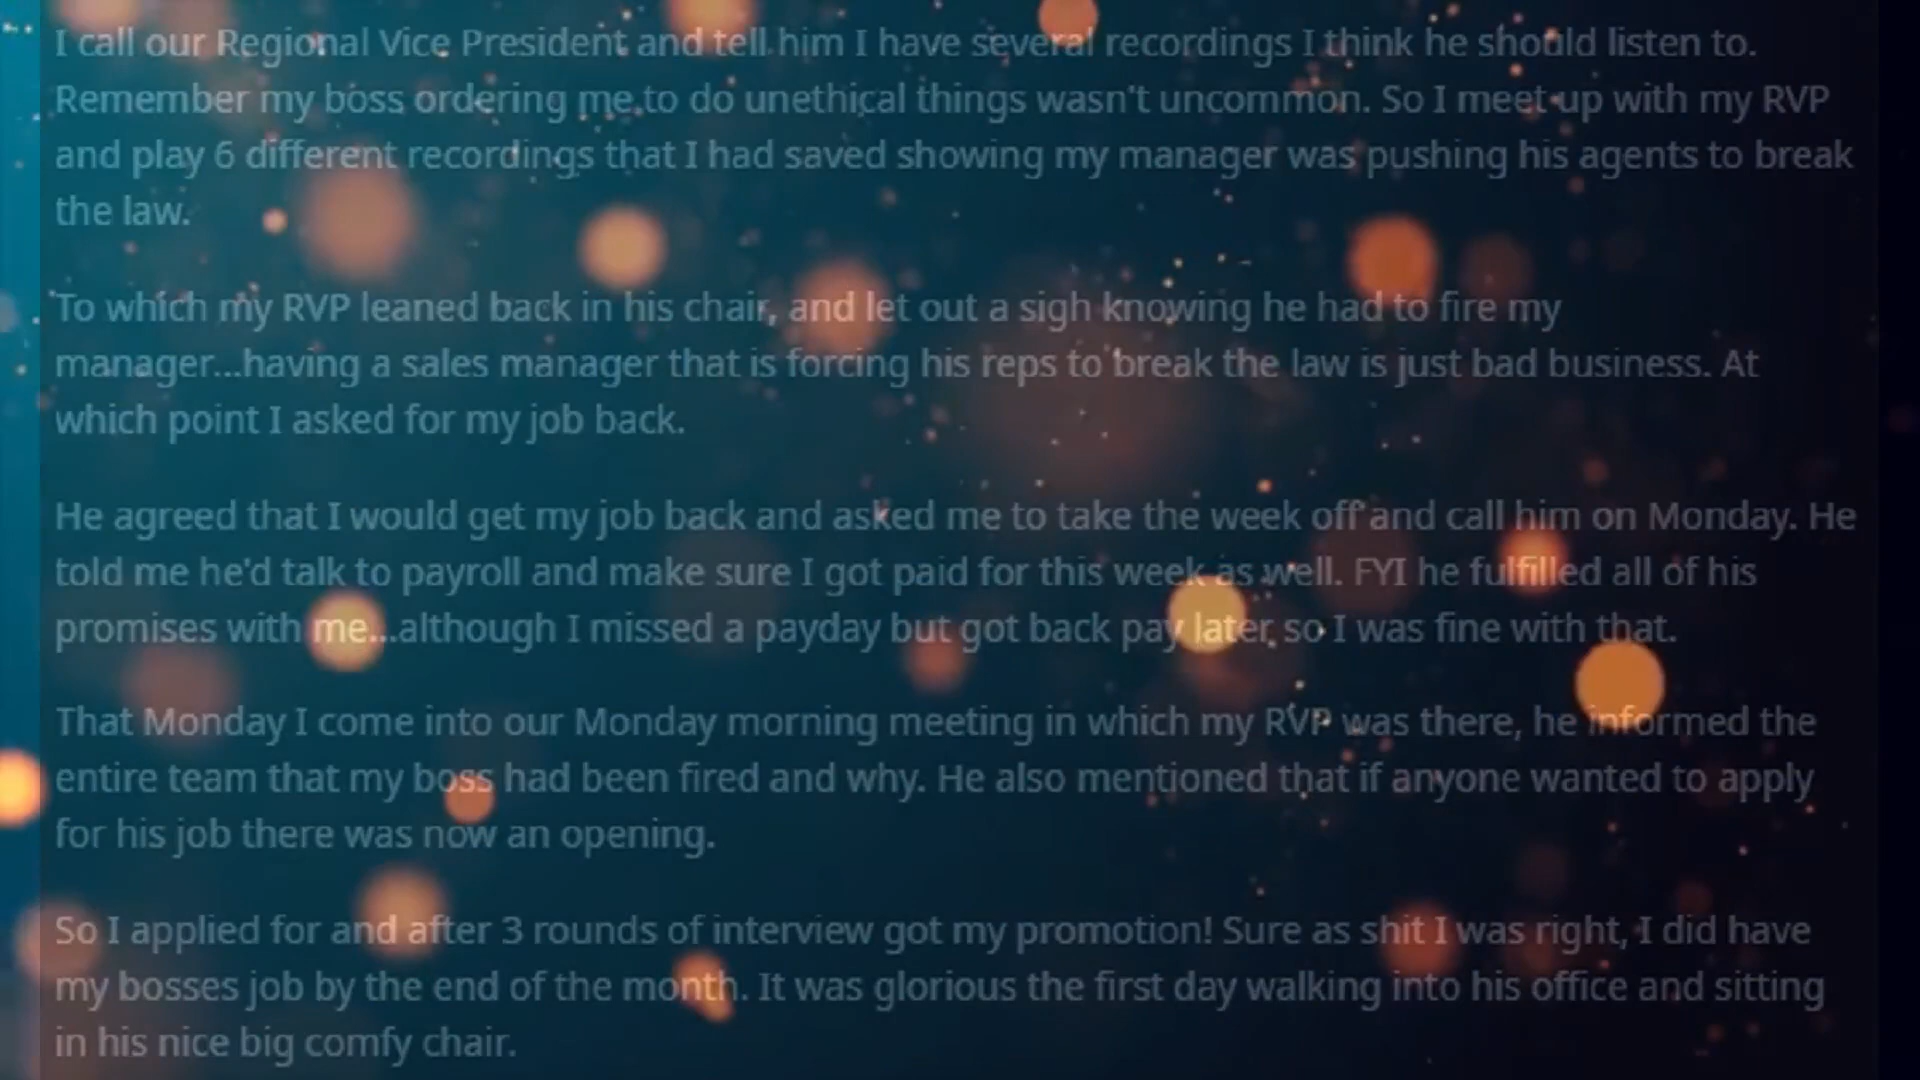 I call our Regional Vice President and tell him I have several recordings I think he should listen to.
Remember my boss ordering me to do unethical things wasn't uncommon. So I meet up with my RVP
and play 6 different recordings that I had saved showing my manager was pushing his agents to break
the law.
To which my RVP leaned back in his chair, and let out a sigh knowing he had to fire my
manager...having a sales manager that is forcing his reps to break the law is just bad business. At
which point I asked for my job back.
He agreed that I would get my job back and asked me to take the week off and call him on Monday. He
told me he'd talk to payroll and make sure I got paid for this week as well. FYI he fulfilled all of his
promises with me...although I missed a payday but got back pay later, so I was fine with that.
That Monday I come into our Monday morning meeting in which my RVP was there, he informed the
entire team that my boss had been fired and why. He also mentioned that if anyone wanted to apply
for his job there was now an opening.
So I applied for and after 3 rounds of interview got my promotion! Sure as shit I was right, I did have
my bosses job by the end of the month. It was glorious the first day walking into his office and sitting
in his nice big comfy chair.